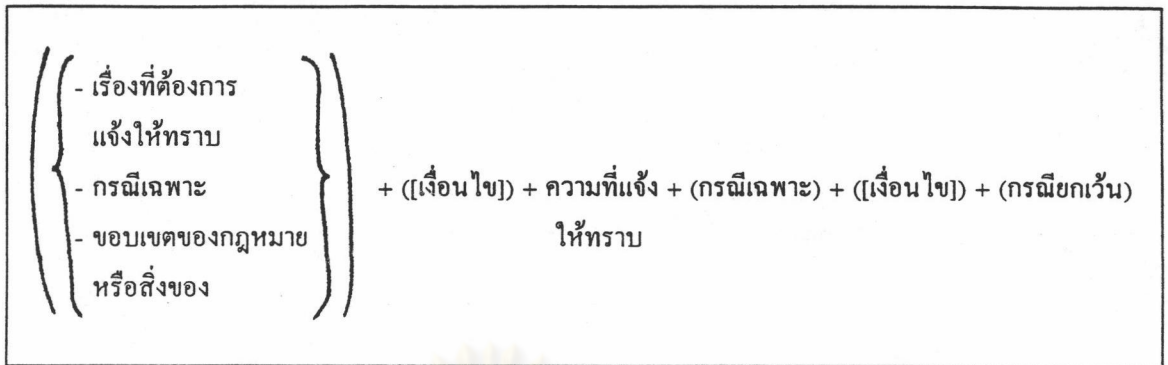 - เรื่องที่ต้องการ
แจ้งให้ทราบ
- กรณีเฉพาะ
- ขอบเขตของกฎหมาย
หรือสิ่งของ
+ ([เงื่อนไข]) + ความที่แจ้ง + (กรณีเฉพาะ) + ([เงื่อนไข]) + (กรณียกเว้น)
ให้ทราบ